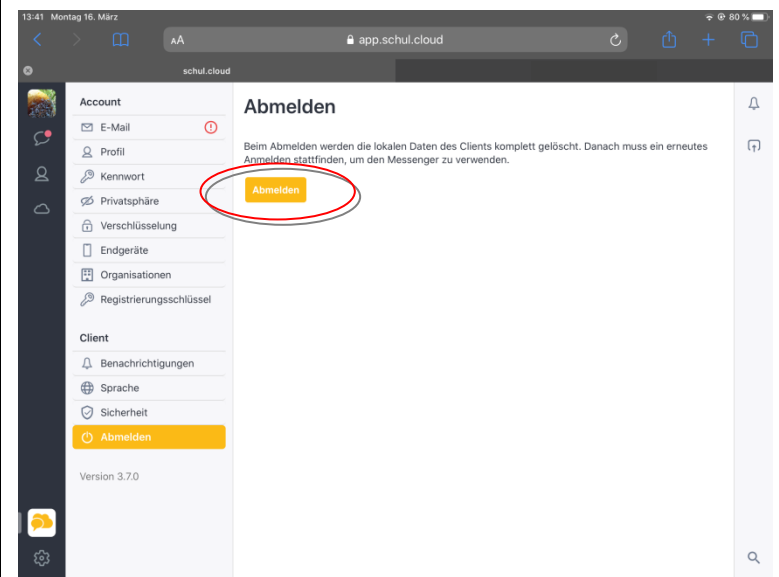 13:41 Montag 16. März
80 %
AA
app.schul.cloud
schul.cloud
Account
E-Mail
Profil
Kennwort
Privatsphäre
Verschlüsselung
Endgeräte
Organisationen
Registrierungsschlüssel
Client
Benachrichtigungen
Sprache
Sicherheit
Abmelden
Version 3.7.0
Abmelden
Beim Abmelden werden die lokalen Daten des Clients komplett gelöscht. Danach muss ein erneutes
Anmelden stattfinden, um den Messenger zu verwenden.
Abmelden